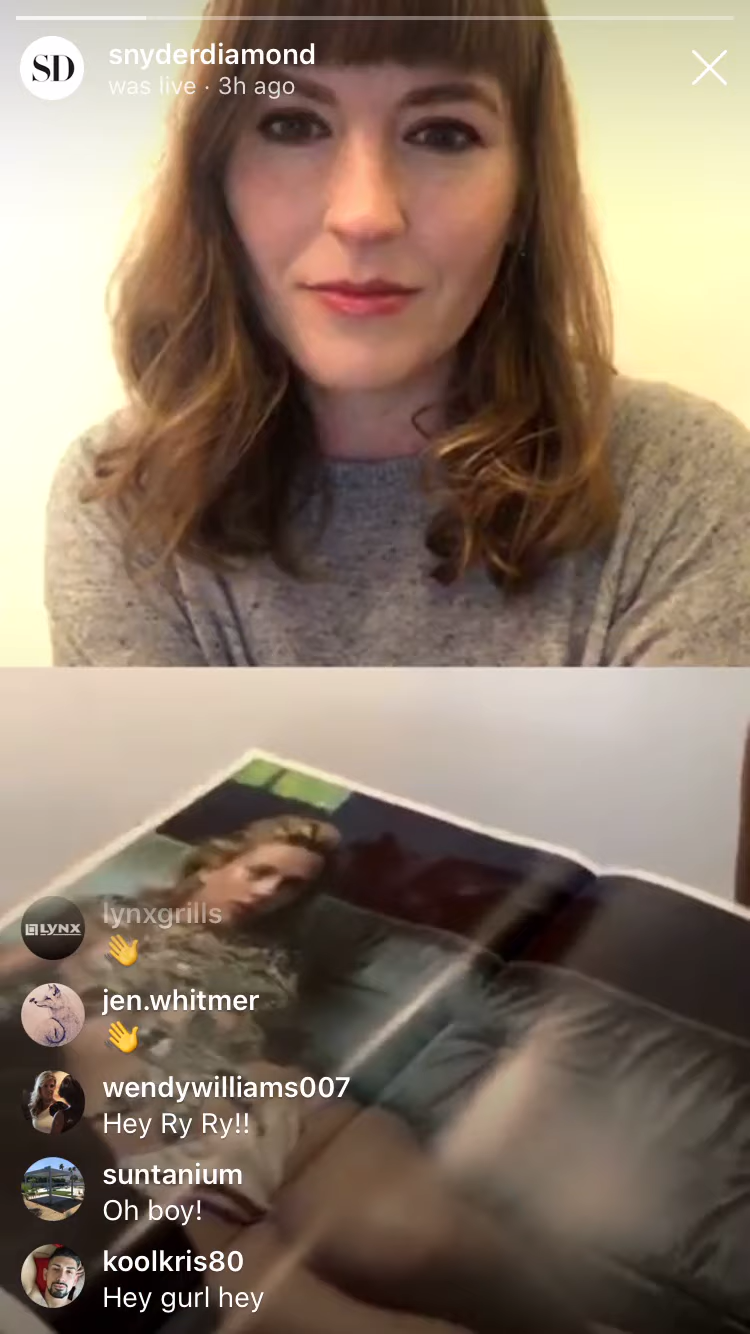 SD
snyderdiamond
was live · 3h ago
lynxgrills
LYNX
👋
jen.whitmer
👋
wendywilliams007
Hey Ry Ry!!
suntanium
Oh boy!
koolkris80
Hey gurl hey